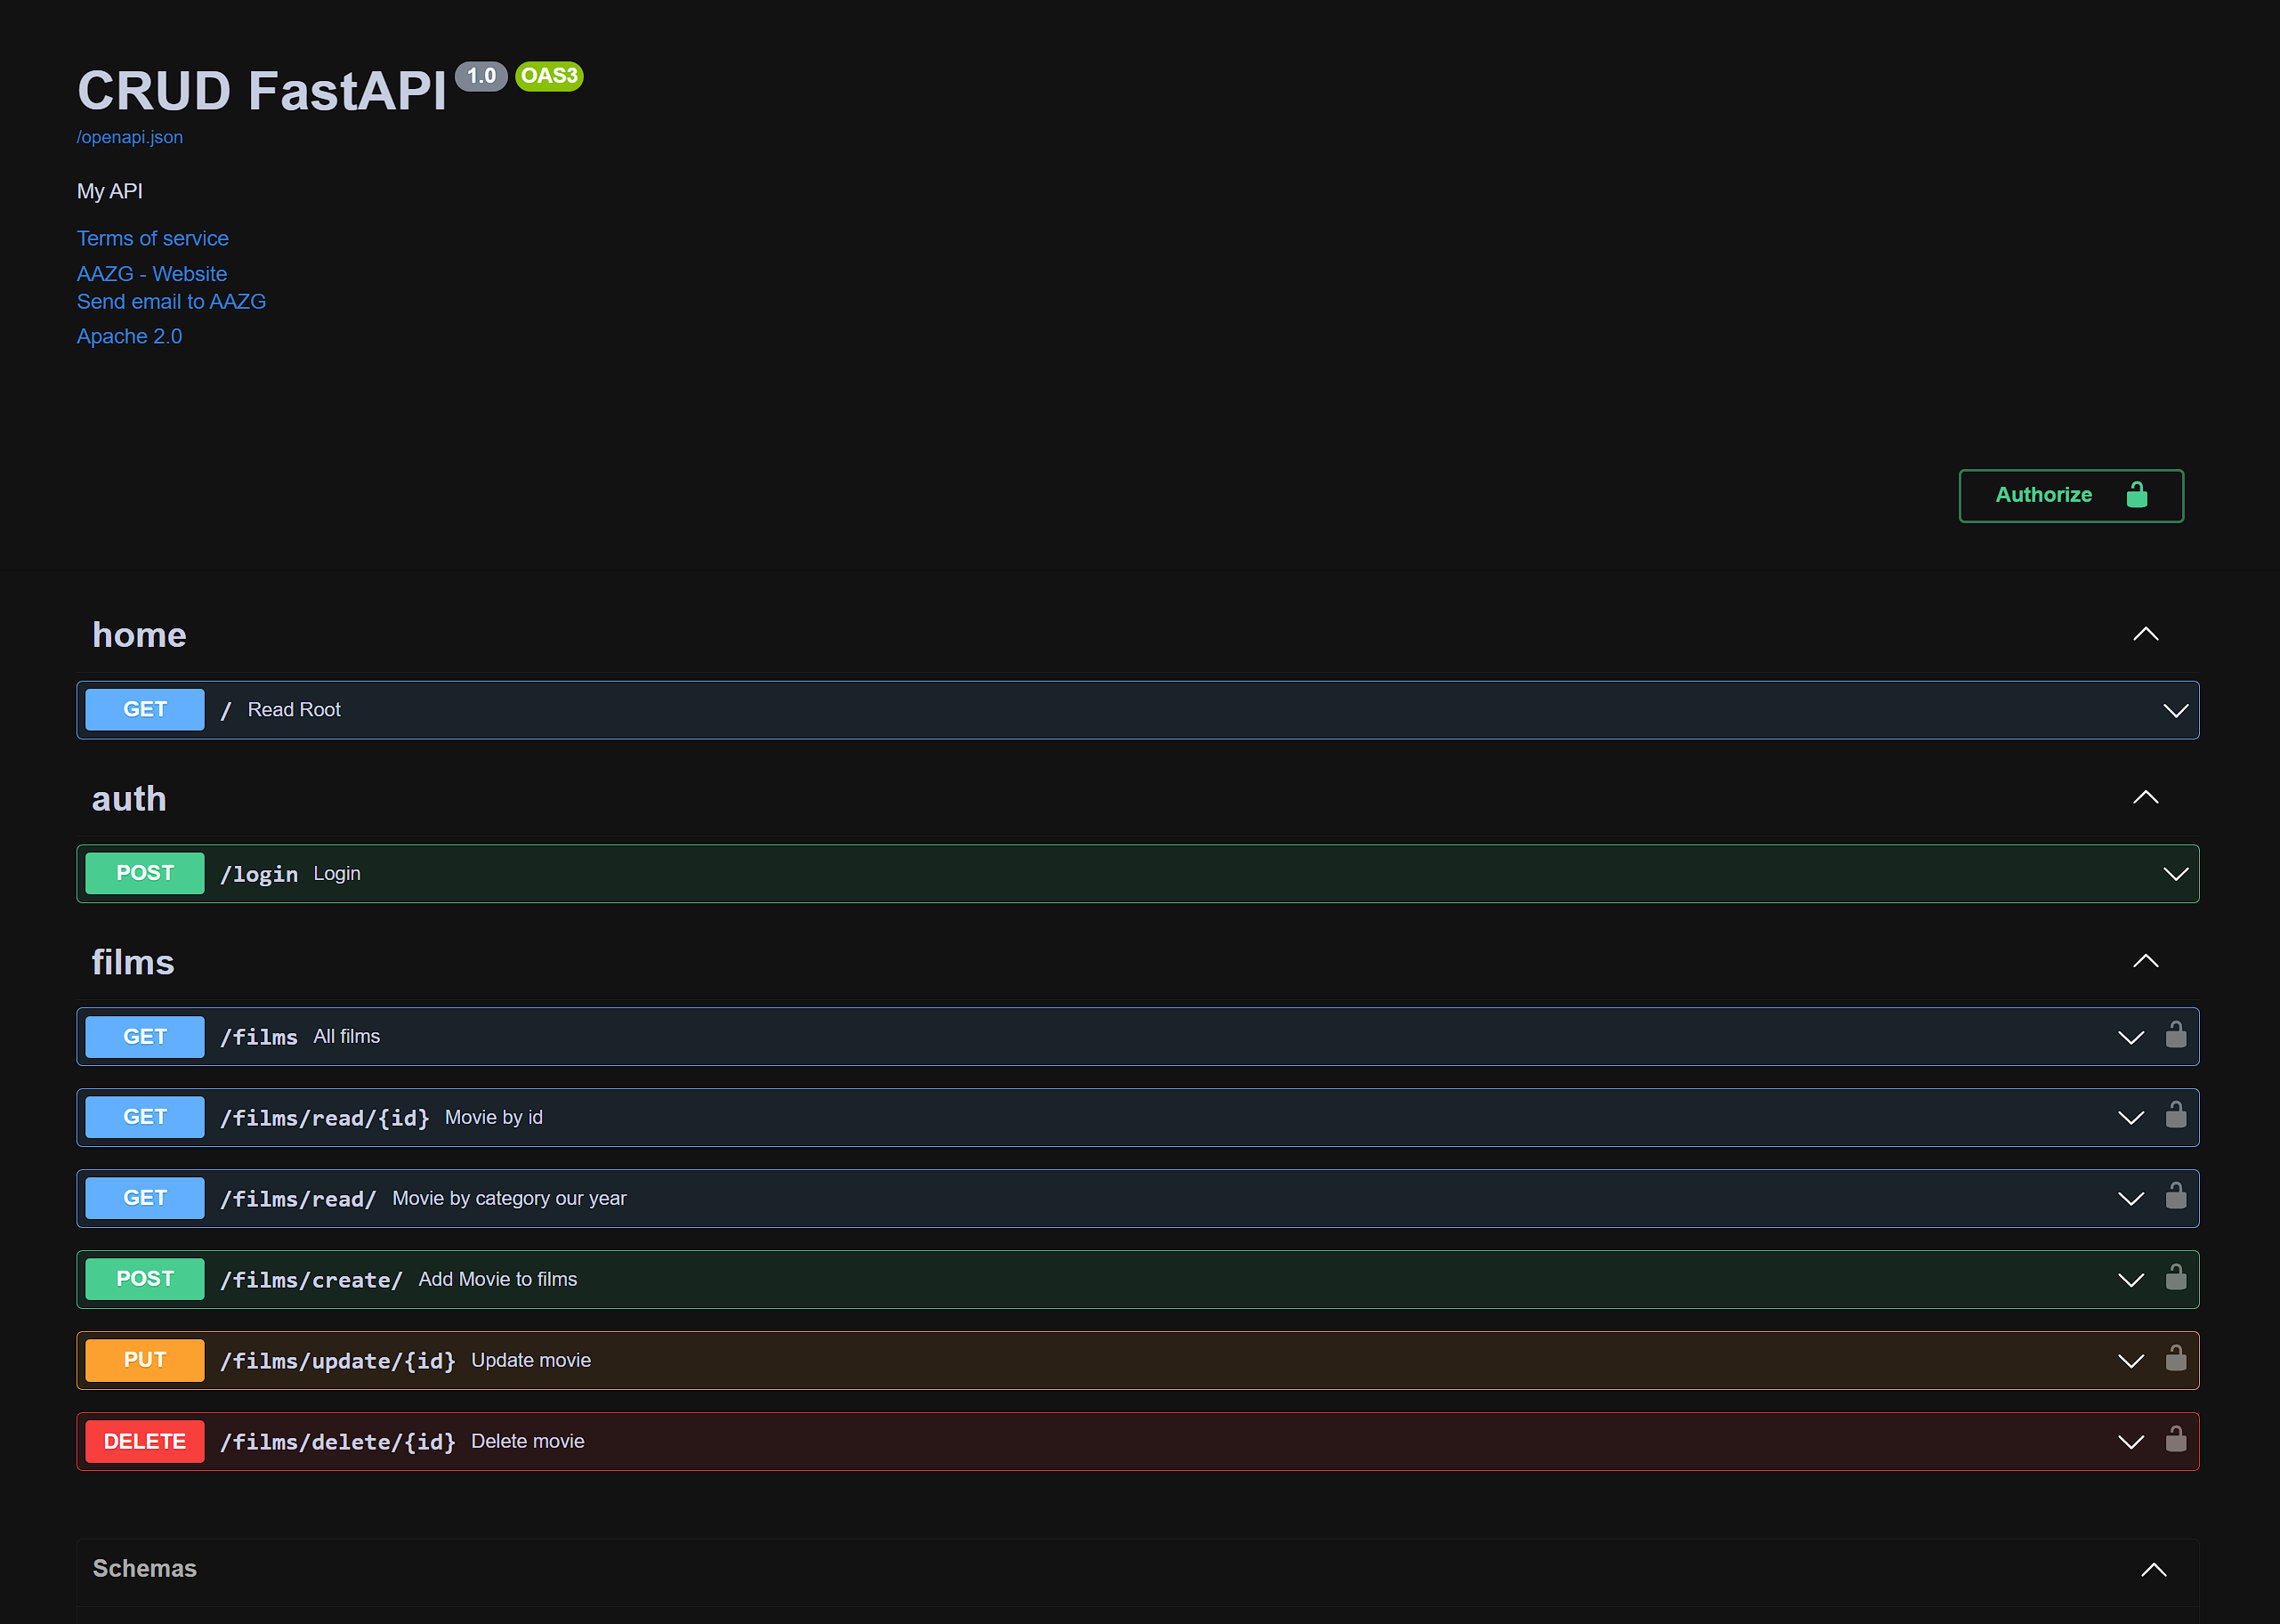 CRUD FastAPI 1.0 OAS3
/openapi.json
My API
Terms of service
AAZG - Website
Send email to AAZG
Apache 2.0
Authorize
home
GET / Read Root
auth
POST /login Login
films
GET /films All films
GET /films/read/{id} Movie by id
GET /films/read/ Movie by category our year
POST /films/create/ Add Movie to films
PUT /films/update/{id} Update movie
DELETE /films/delete/{id} Delete movie
Schemas